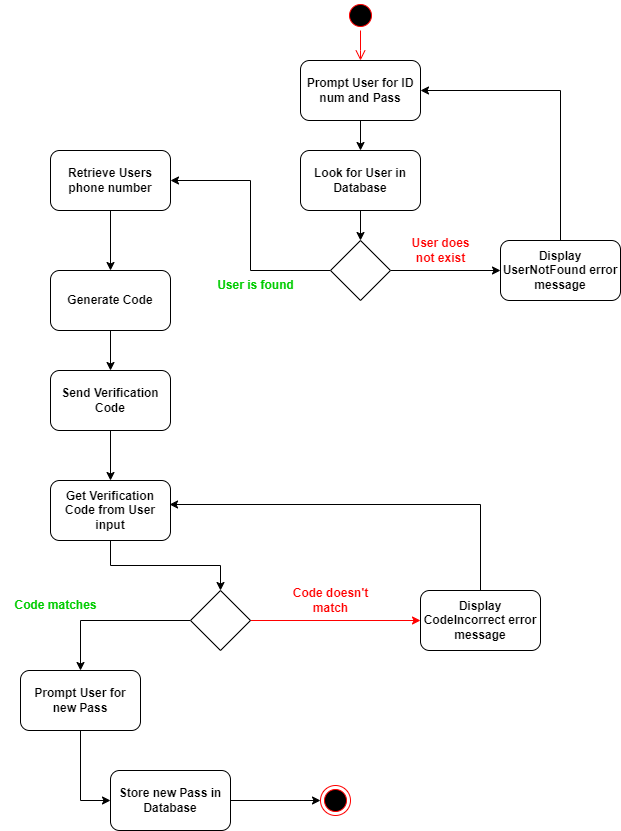 Prompt User for ID
num and Pass
Retrieve Users
phone number
Look for User in
Database
User does
not exist
Display
UserNotFound error
message
User is found
Generate Code
Send Verification
Code
Get Verification
Code from User
input
Code matches
Code doesn't
match
Display
CodeIncorrect error
message
Prompt User for
new Pass
Store new Pass in
Database